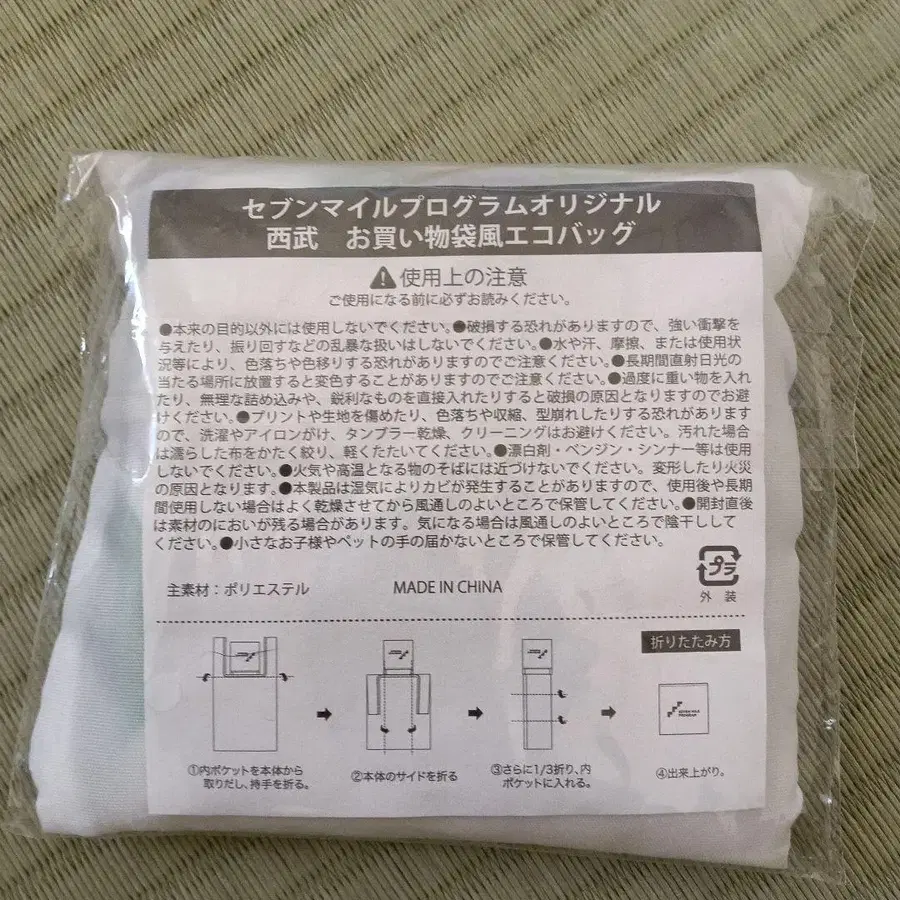 セブンマイルプログラムオリジナル
西武 お買い物袋風エコバッグ
使用上の注意
ご使用になる前に必ずお読みください。
●本来の目的以外には使用しないでください。●破損する恐れがありますので、強い衝撃を
与えたり、振り回すなどの乱暴な扱いはしないでください。●水や汗、摩擦、または使用状
況等により、色落ちや色移りする恐れがありますのでご注意ください。●長期間直射日光の
当たる場所に放置すると変色することがありますのでご注意ください。●過度に重い物を入れ
たり、無理な詰め込みや、鋭利なものを直接入れたりすると破損の原因となりますのでお避
けください。●プリントや生地を傷めたり、色落ちや収縮、型崩れしたりする恐れがあります
ので、洗濯やアイロンがけ、タンブラー乾燥、クリーニングはお避けください。汚れた場合
は濡らした布をかたく絞り、軽くたたいてください。●漂白剤・ベンジン・シンナー等は使用
しないでください。●火気や高温となる物のそばには近づけないでください。変形したり火災
の原因となります。●本製品は湿気によりカビが発生することがありますので、使用後や長期
間使用しない場合はよく乾燥させてから風通しのよいところで保管してください。●開封直後
は素材のにおいが残る場合があります。気になる場合は風通しのよいところで陰干しして
ください。●小さなお子様やペットの手の届かないところで保管してください。
プラ
外装
主素材：ポリエステル MADE IN CHINA
折りたたみ方
SEVEN MILE
PROGRAM
①内ポケットを本体から
取りだし、持手を折る。
②本体のサイドを折る
③さらに1/3折り、内
ポケットに入れる。
④出来上がり。